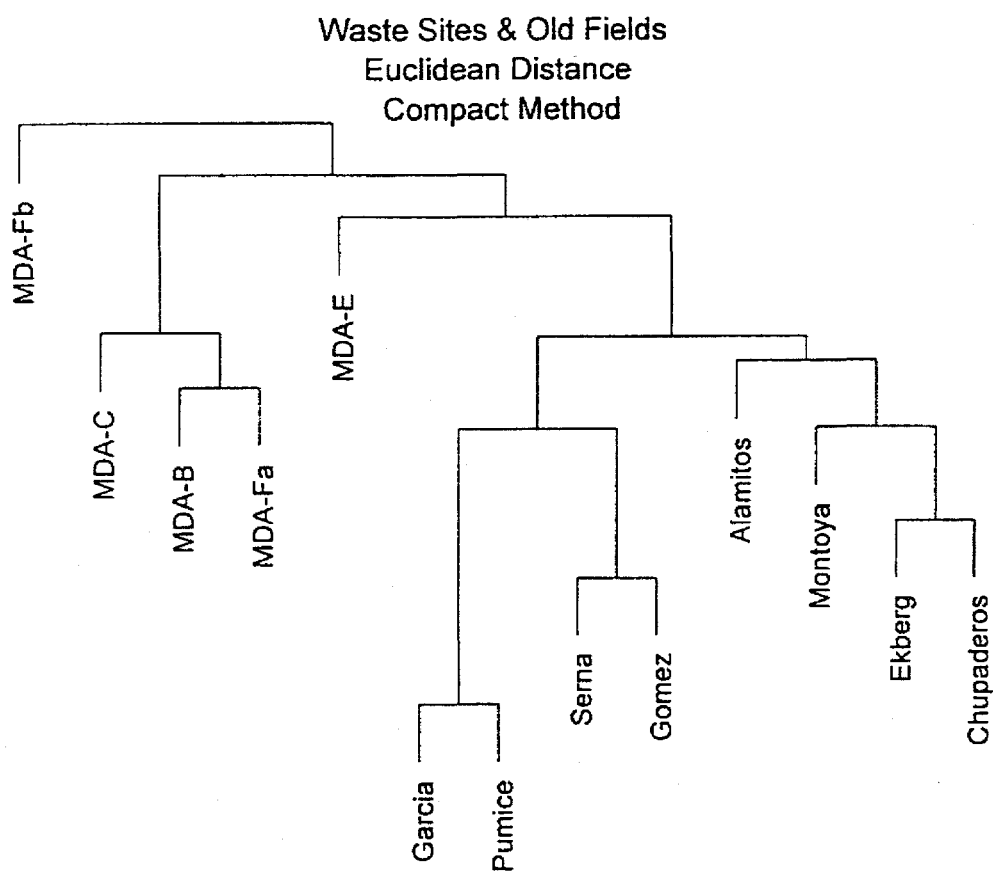 Waste Sites & Old Fields
Euclidean Distance
Compact Method
MDA-Fb
MDA-C
MDA-B
MDA-Fa
MDA-E
Garcia
Pumice
Serna
Gomez
Alamitos
Montoya
Ekberg
Chupaderos